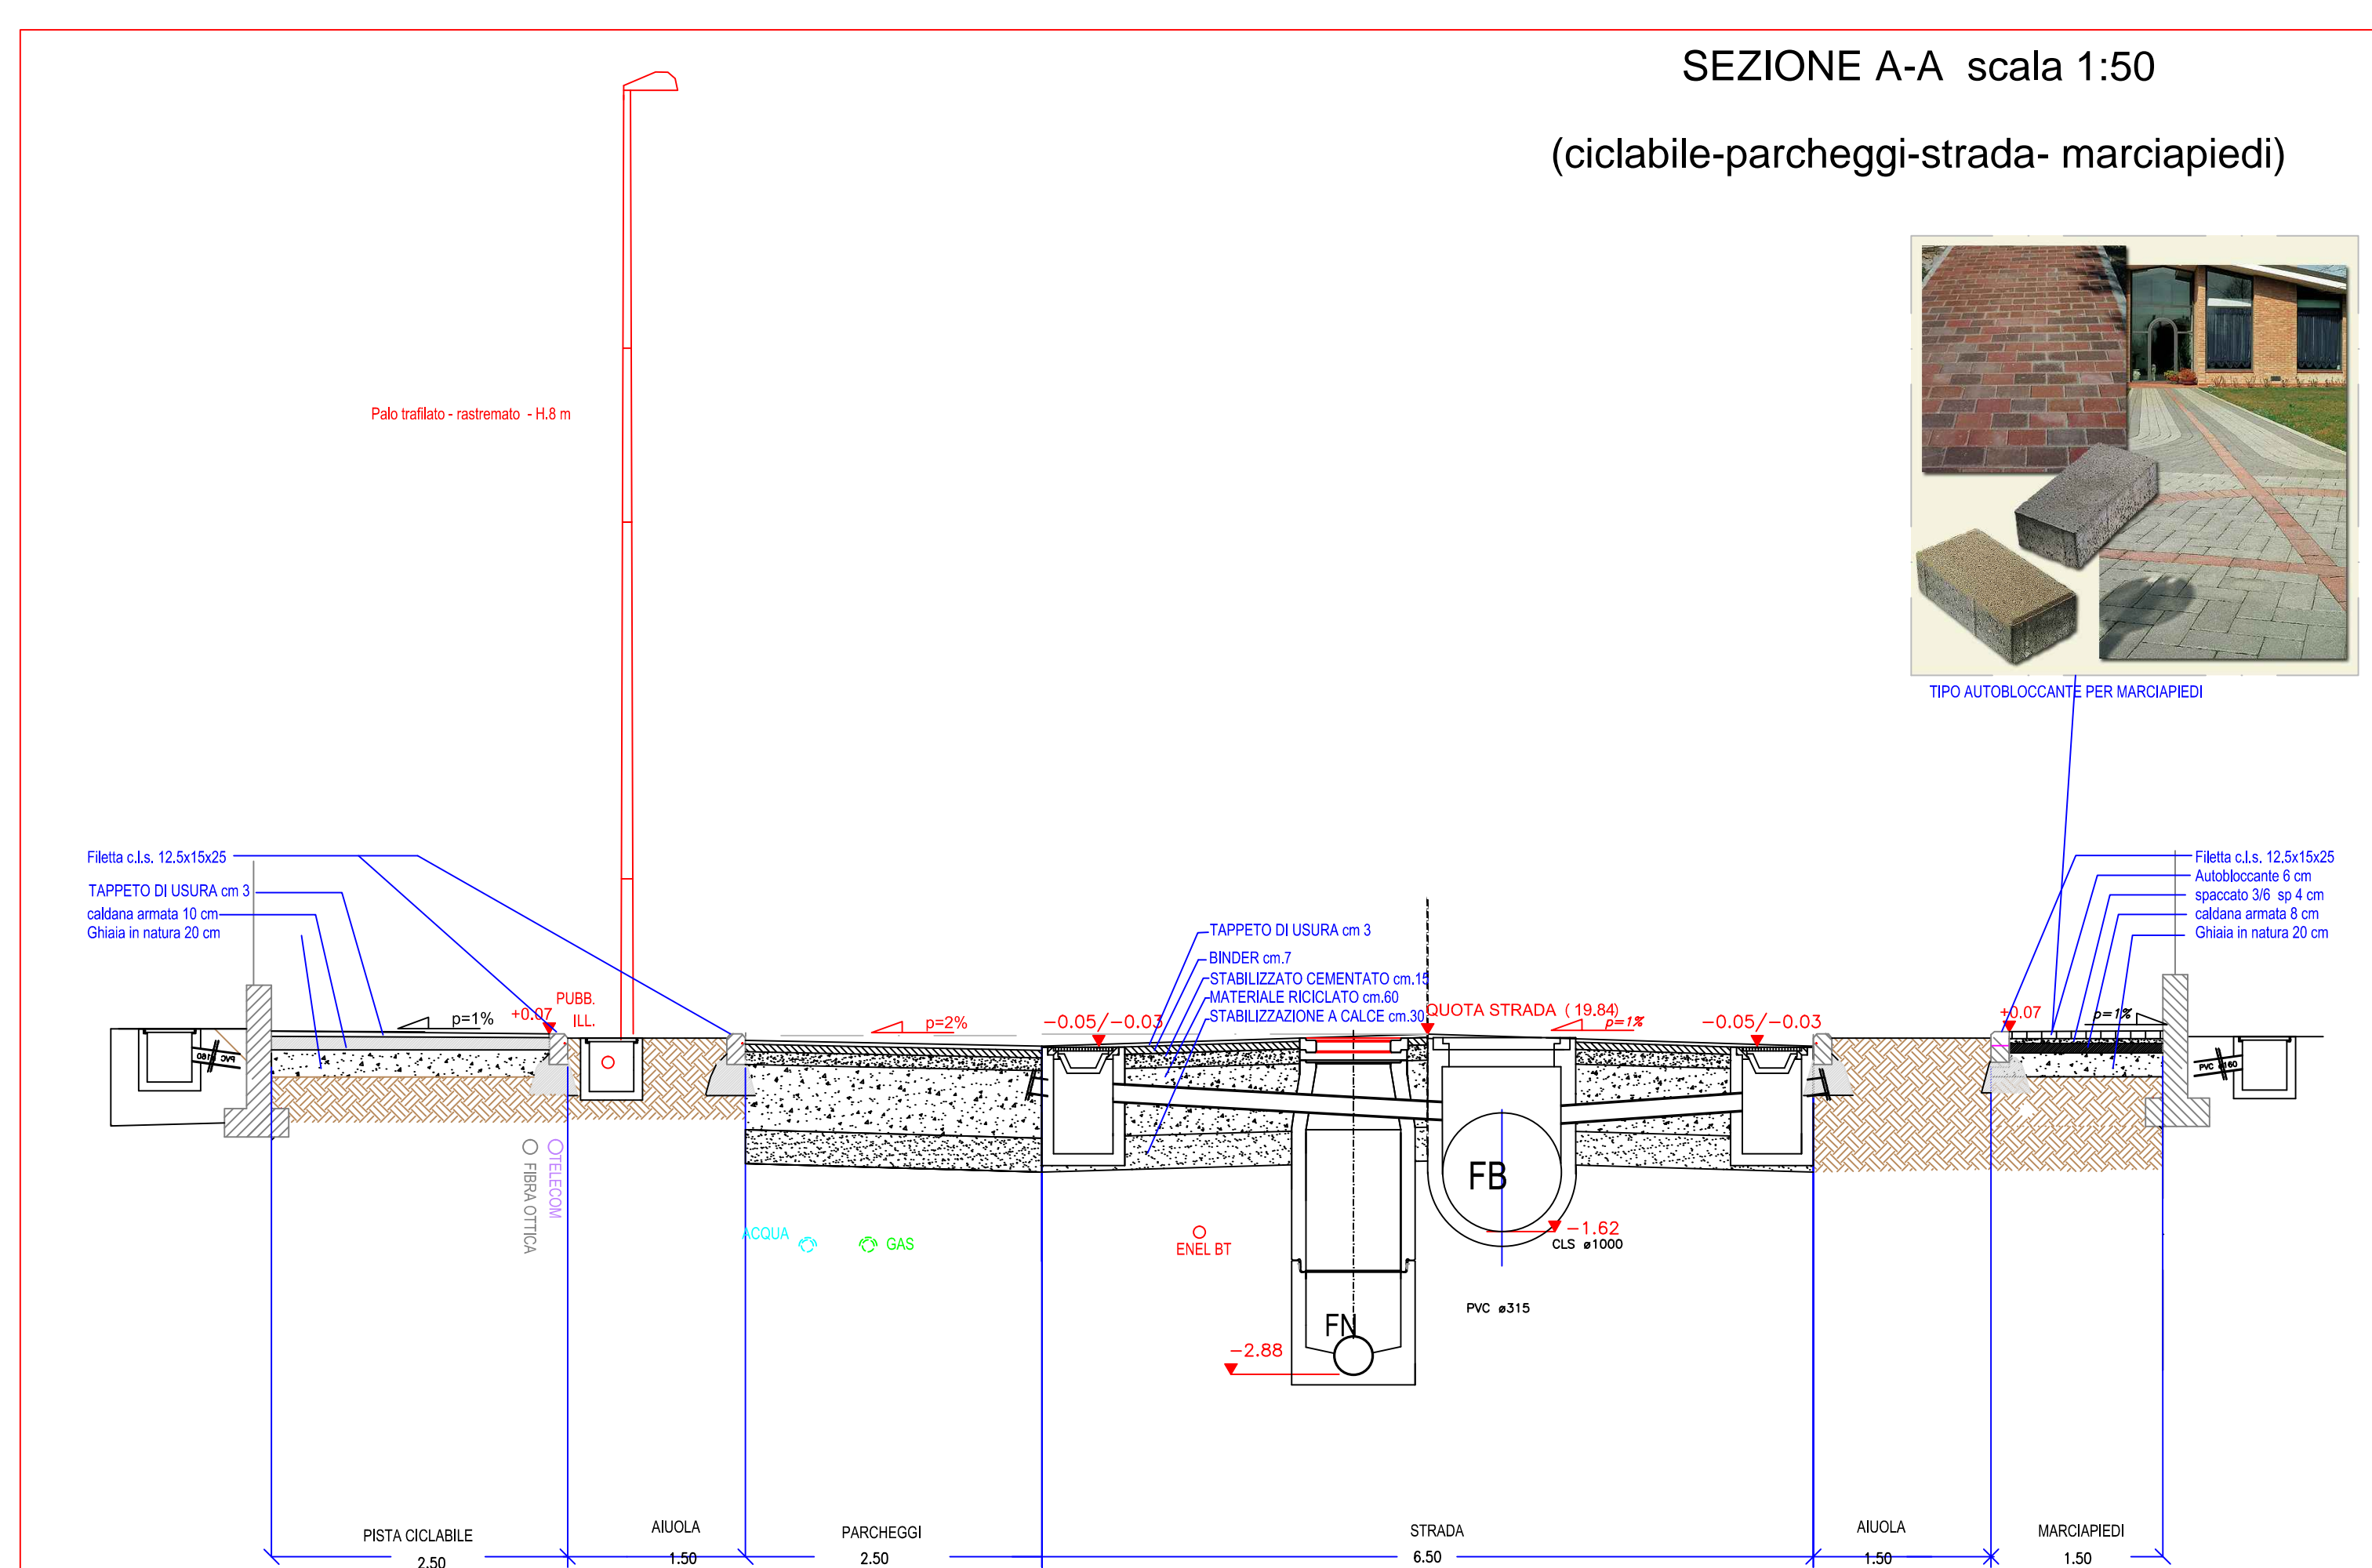 SEZIONE A-A scala 1:50
(ciclabile-parcheggi-strada- marciapiedi)
Palo trafilato - rastremato - H.8 m
TIPO AUTOBLOCCANTE PER MARCIAPIEDI
Filetta c.l.s. 12.5x15x25
TAPPETO DI USURA cm 3
caldana armata 10 cm
Ghiaia in natura 20 cm
Filetta c.l.s. 12.5x15x25
Autobloccante 6 cm
spaccato 3/6 sp 4 cm
caldana armata 8 cm
Ghiaia in natura 20 cm
TAPPETO DI USURA cm 3
BINDER cm.7
STABILIZZATO CEMENTATO cm.15
MATERIALE RICICLATO cm.60
STABILIZZAZIONE A CALCE cm.30
p=1%
+0.07
PUBB.
ILL.
p=2%
-0.05/-0.03
QUOTA STRADA (19.84)
p=1%
-0.05/-0.03
+0.07
p=1%
PVC ø160
PVC ø160
FIBRA OTTICA
TELECOM
ACQUA
GAS
ENEL BT
FB
-1.62
CLS ø1000
PVC ø315
FN
-2.88
PISTA CICLABILE
2.50
AIUOLA
1.50
PARCHEGGI
2.50
STRADA
6.50
AIUOLA
1.50
MARCIAPIEDI
1.50